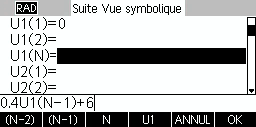 RAD Suite Vue symbolique
U1(1)=0
U1(2)=
U1(N)=
U2(1)=
U2(2)=
0.4U1(N-1)+6
(N-2) (N-1) N U1 ANNUL OK